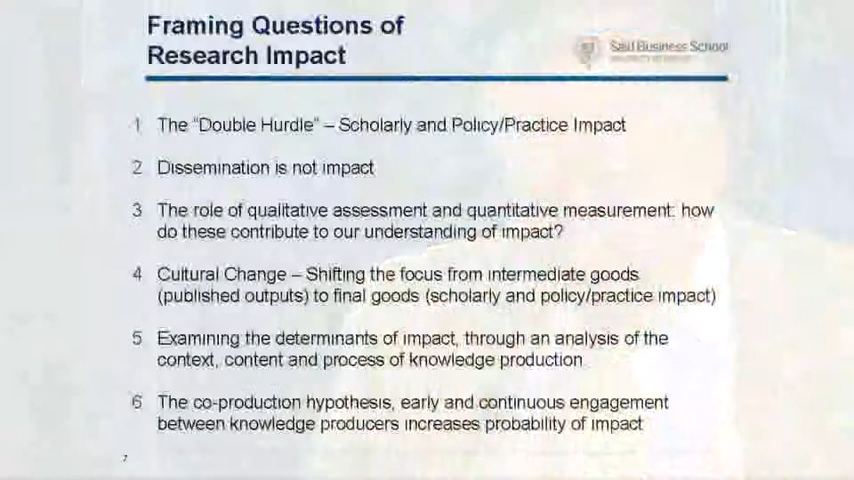 Framing Questions of
Research Impact
Saïd Business School
1 The "Double Hurdle" – Scholarly and Policy/Practice Impact
2 Dissemination is not impact
3 The role of qualitative assessment and quantitative measurement: how
do these contribute to our understanding of impact?
4 Cultural Change – Shifting the focus from intermediate goods
(published outputs) to final goods (scholarly and policy/practice impact)
5 Examining the determinants of impact, through an analysis of the
context, content and process of knowledge production
6 The co-production hypothesis, early and continuous engagement
between knowledge producers increases probability of impact
7